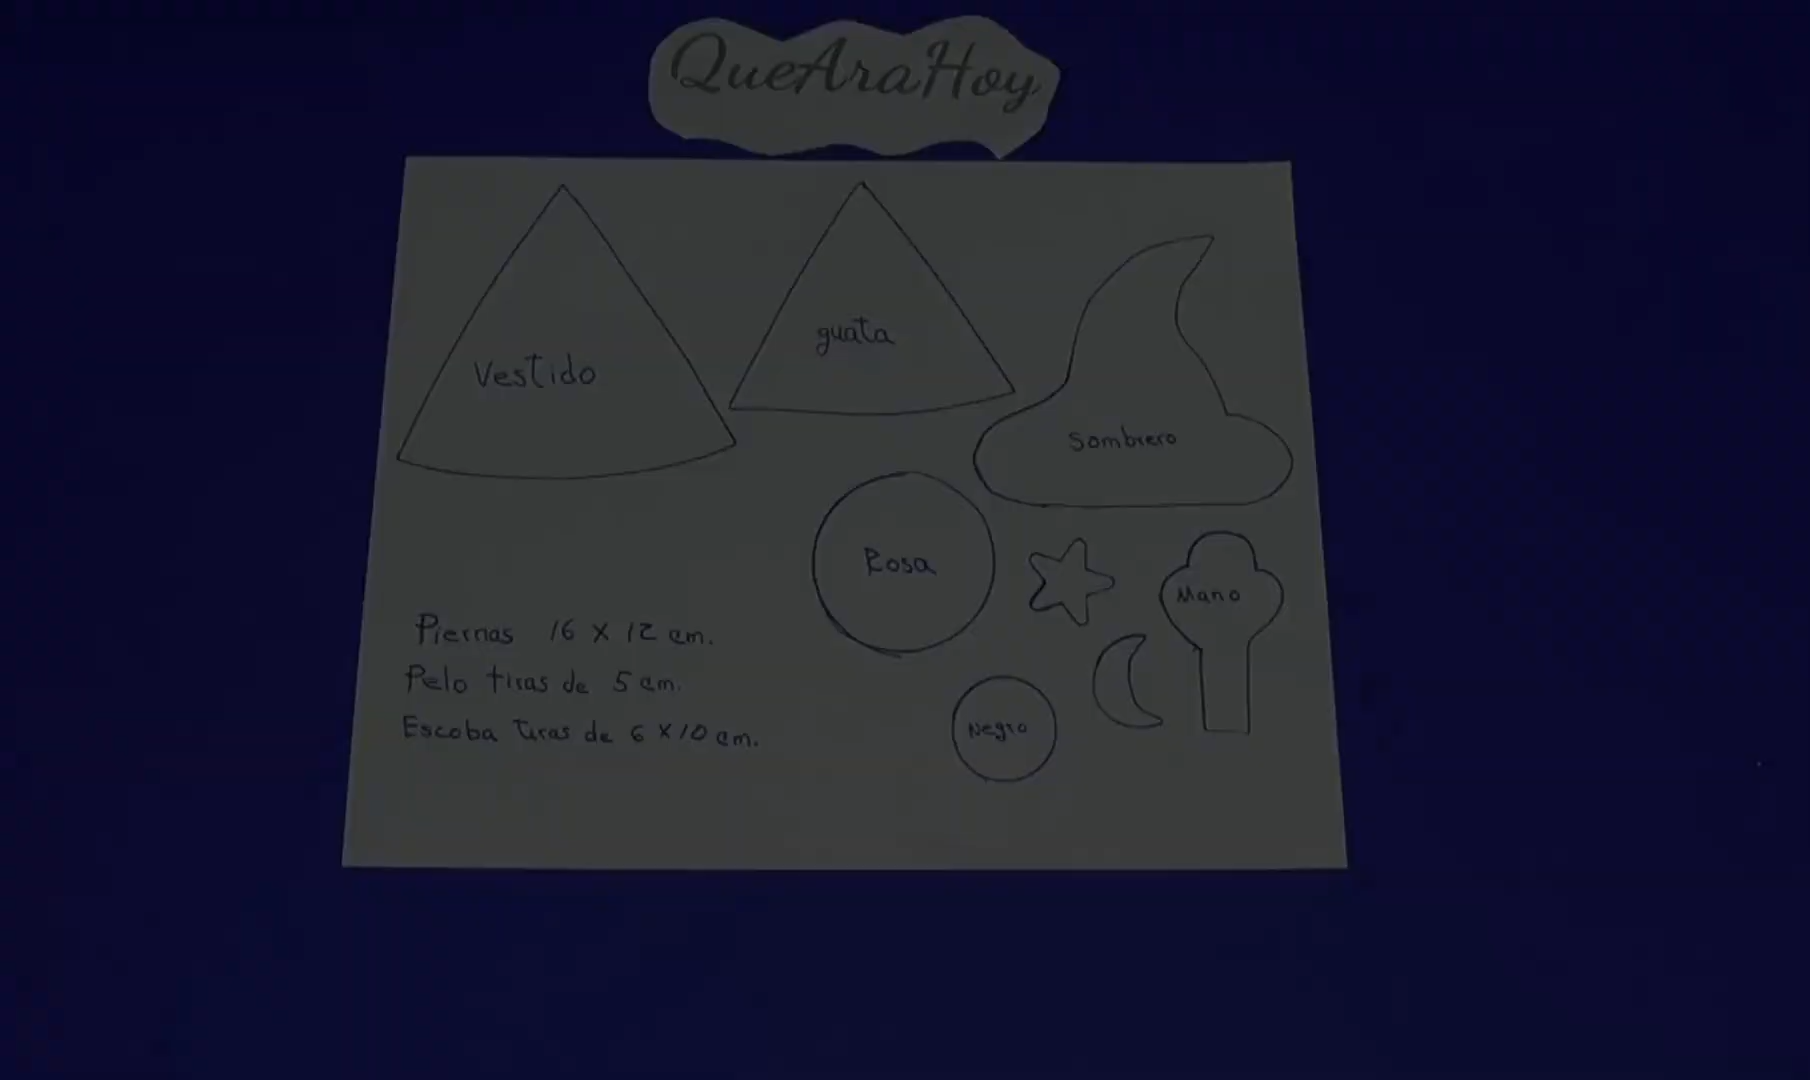 QueAraHoy
Vestido
guata
Sombrero
Rosa
Mano
Negro
Piernas 16 x 12 cm.
Pelo tiras de 5 cm.
Escoba tiras de 6 x 10 cm.